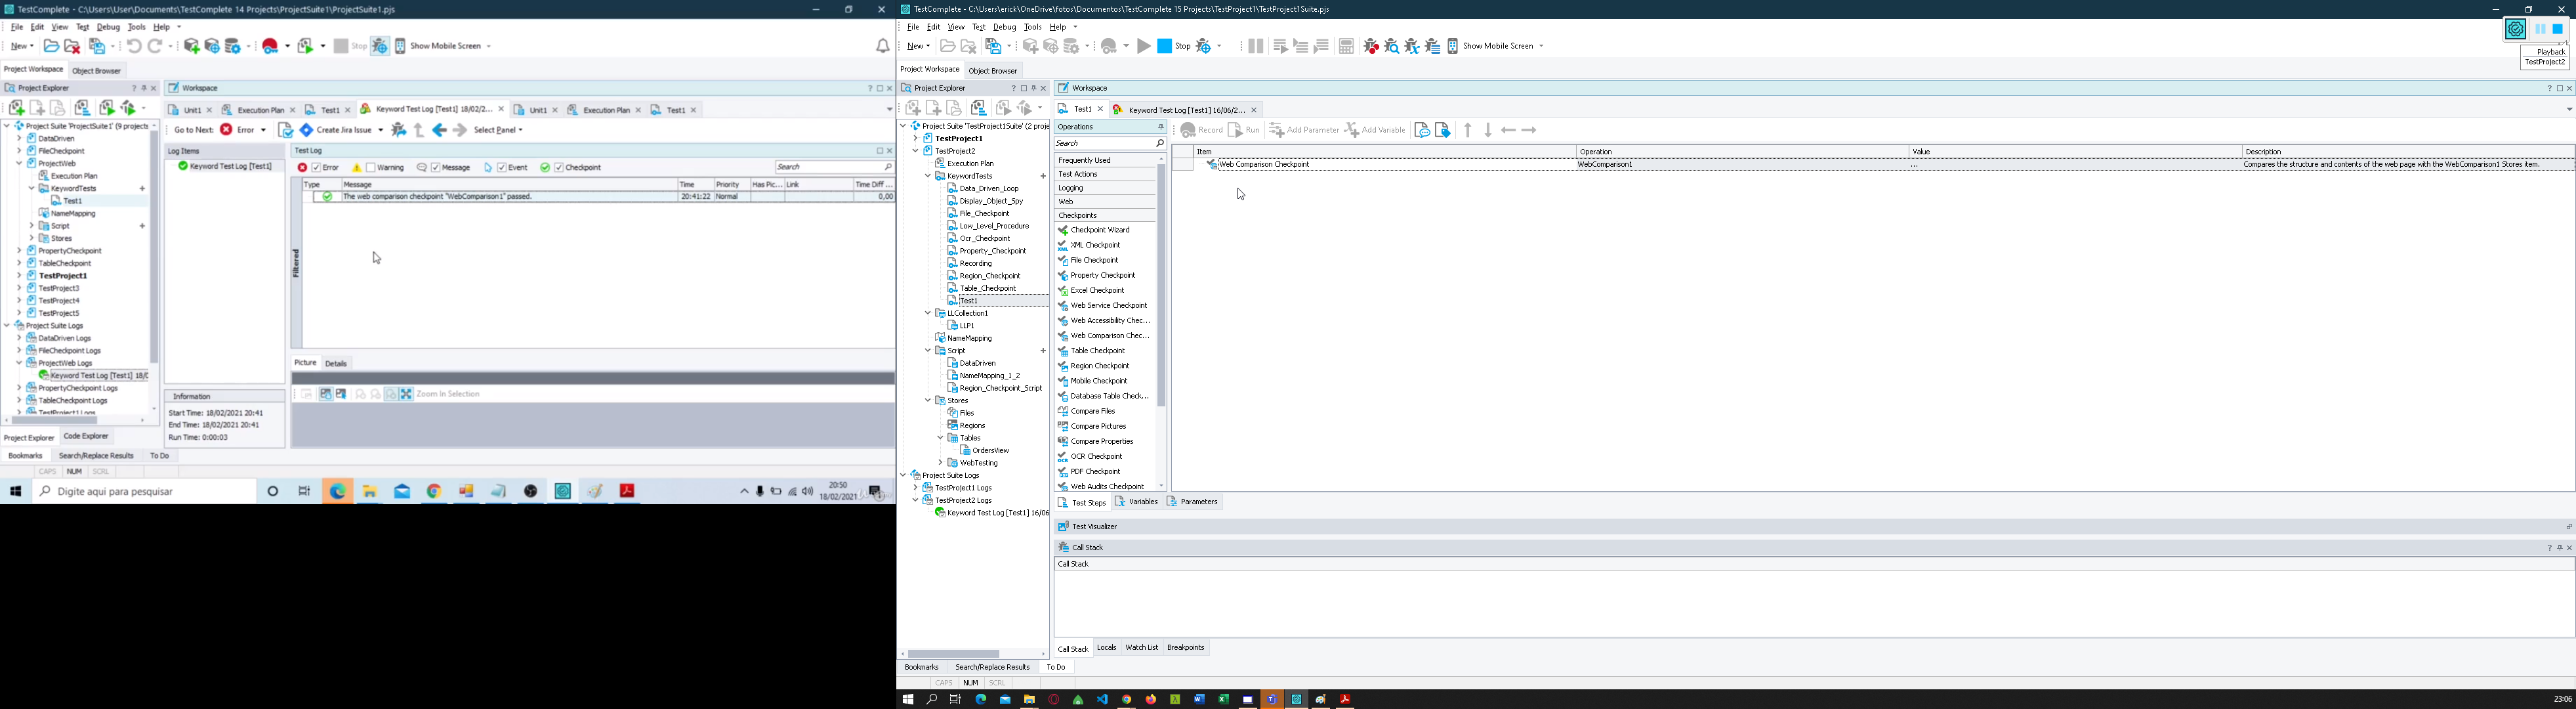 TestComplete - C:\Users\User\Documents\TestComplete 14 Projects\ProjectSuite1\ProjectSuite1.pjs
File Edit View Test Debug Tools Help
New Stop Show Mobile Screen
Project Workspace Object Browser
Project Explorer
Project Suite 'ProjectSuite1' (9 projects
DataDriven
FileCheckpoint
ProjectWeb
Execution Plan
KeywordTests
Test1
NameMapping
Script
Stores
PropertyCheckpoint
TableCheckpoint
TestProject1
TestProject3
TestProject4
TestProject5
Project Suite Logs
DataDriven Logs
FileCheckpoint Logs
ProjectWeb Logs
Keyword Test Log [Test1] 18/0
PropertyCheckpoint Logs
TableCheckpoint Logs
TestProject1 Logs
Project Explorer Code Explorer
Workspace
Unit1 Execution Plan Test1 Keyword Test Log [Test1] 18/02/2... Unit1 Execution Plan Test1
Go to Next: Error Create Jira Issue Select Panel
Log Items
Keyword Test Log [Test1]
Test Log
Error Warning Message Event Checkpoint Search
Type Message Time Priority Has Pic... Link Time Diff ...
The web comparison checkpoint "WebComparison1" passed. 20:41:22 Normal 0,00
Filtered
Picture Details
Zoom In Selection
Information
Start Time: 18/02/2021 20:41
End Time: 18/02/2021 20:41
Run Time: 0:00:03
Bookmarks Search/Replace Results To Do
CAPS NUM SCRL
Digite aqui para pesquisar
20:50
18/02/2021
TestComplete - C:\Users\erick\OneDrive\fotos\Documentos\TestComplete 15 Projects\TestProject1\TestProject1Suite.pjs
File Edit View Test Debug Tools Help
New Stop Show Mobile Screen
Playback
TestProject2
Project Workspace Object Browser
Project Explorer
Project Suite 'TestProject1Suite' (2 proje
TestProject1
TestProject2
Execution Plan
KeywordTests
Data_Driven_Loop
Display_Object_Spy
File_Checkpoint
Low_Level_Procedure
Ocr_Checkpoint
Property_Checkpoint
Recording
Region_Checkpoint
Table_Checkpoint
Test1
LLCollection1
LLP1
NameMapping
Script
DataDriven
NameMapping_1_2
Region_Checkpoint_Script
Stores
Files
Regions
Tables
OrdersView
WebTesting
Project Suite Logs
TestProject1 Logs
TestProject2 Logs
Keyword Test Log [Test1] 16/06
Workspace
Test1 Keyword Test Log [Test1] 16/06/2...
Operations
Search
Frequently Used
Test Actions
Logging
Web
Checkpoints
Checkpoint Wizard
XML Checkpoint
File Checkpoint
Property Checkpoint
Excel Checkpoint
Web Service Checkpoint
Web Accessibility Chec...
Web Comparison Chec...
Table Checkpoint
Region Checkpoint
Mobile Checkpoint
Database Table Check...
Compare Files
Compare Pictures
Compare Properties
OCR Checkpoint
PDF Checkpoint
Web Audits Checkpoint
Record Run Add Parameter Add Variable
Item Operation Value Description
Web Comparison Checkpoint WebComparison1 ... Compares the structure and contents of the web page with the WebComparison1 Stores item.
Test Steps Variables Parameters
Test Visualizer
Call Stack
Call Stack
Call Stack Locals Watch List Breakpoints
Bookmarks Search/Replace Results To Do
CAPS NUM SCRL
23:06